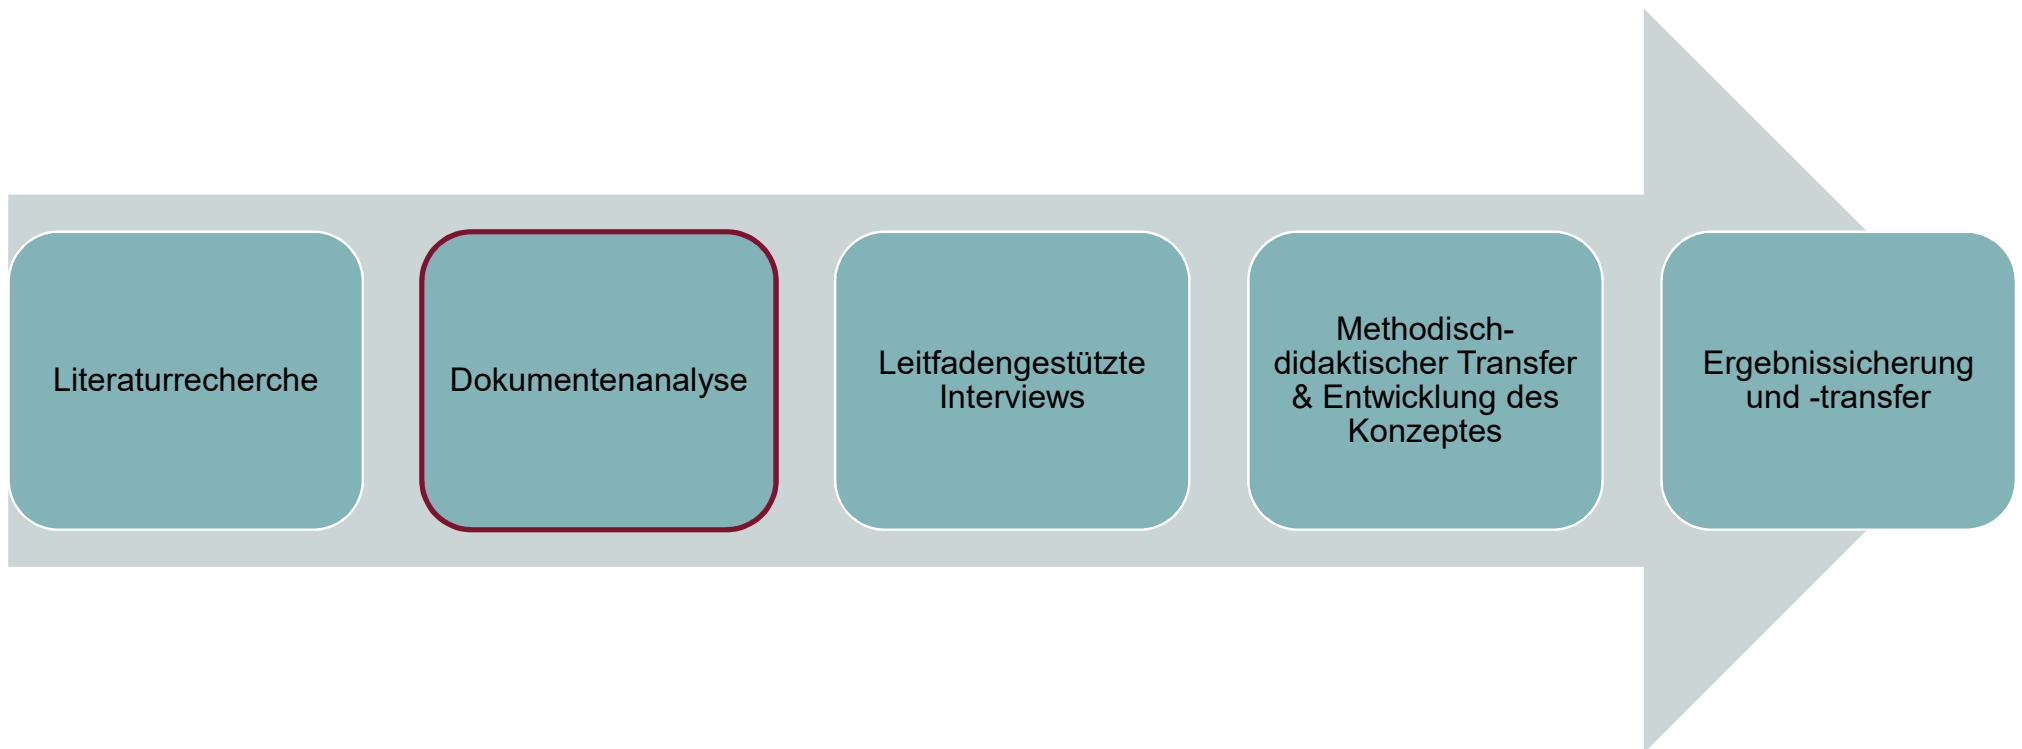 Literaturrecherche
Dokumentenanalyse
Leitfadengestützte
Interviews
Methodisch-
didaktischer Transfer
& Entwicklung des
Konzeptes
Ergebnissicherung
und -transfer